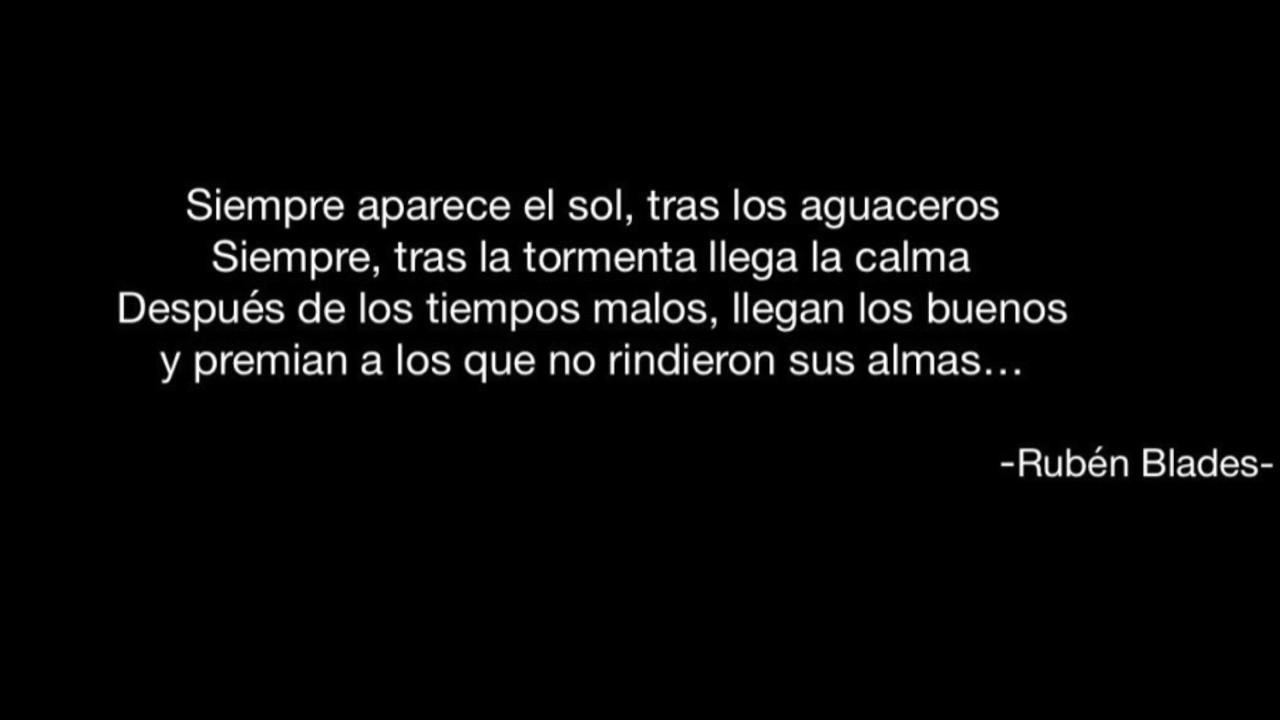 Siempre aparece el sol, tras los aguaceros
Siempre, tras la tormenta llega la calma
Después de los tiempos malos, llegan los buenos
y premian a los que no rindieron sus almas...
-Rubén Blades-